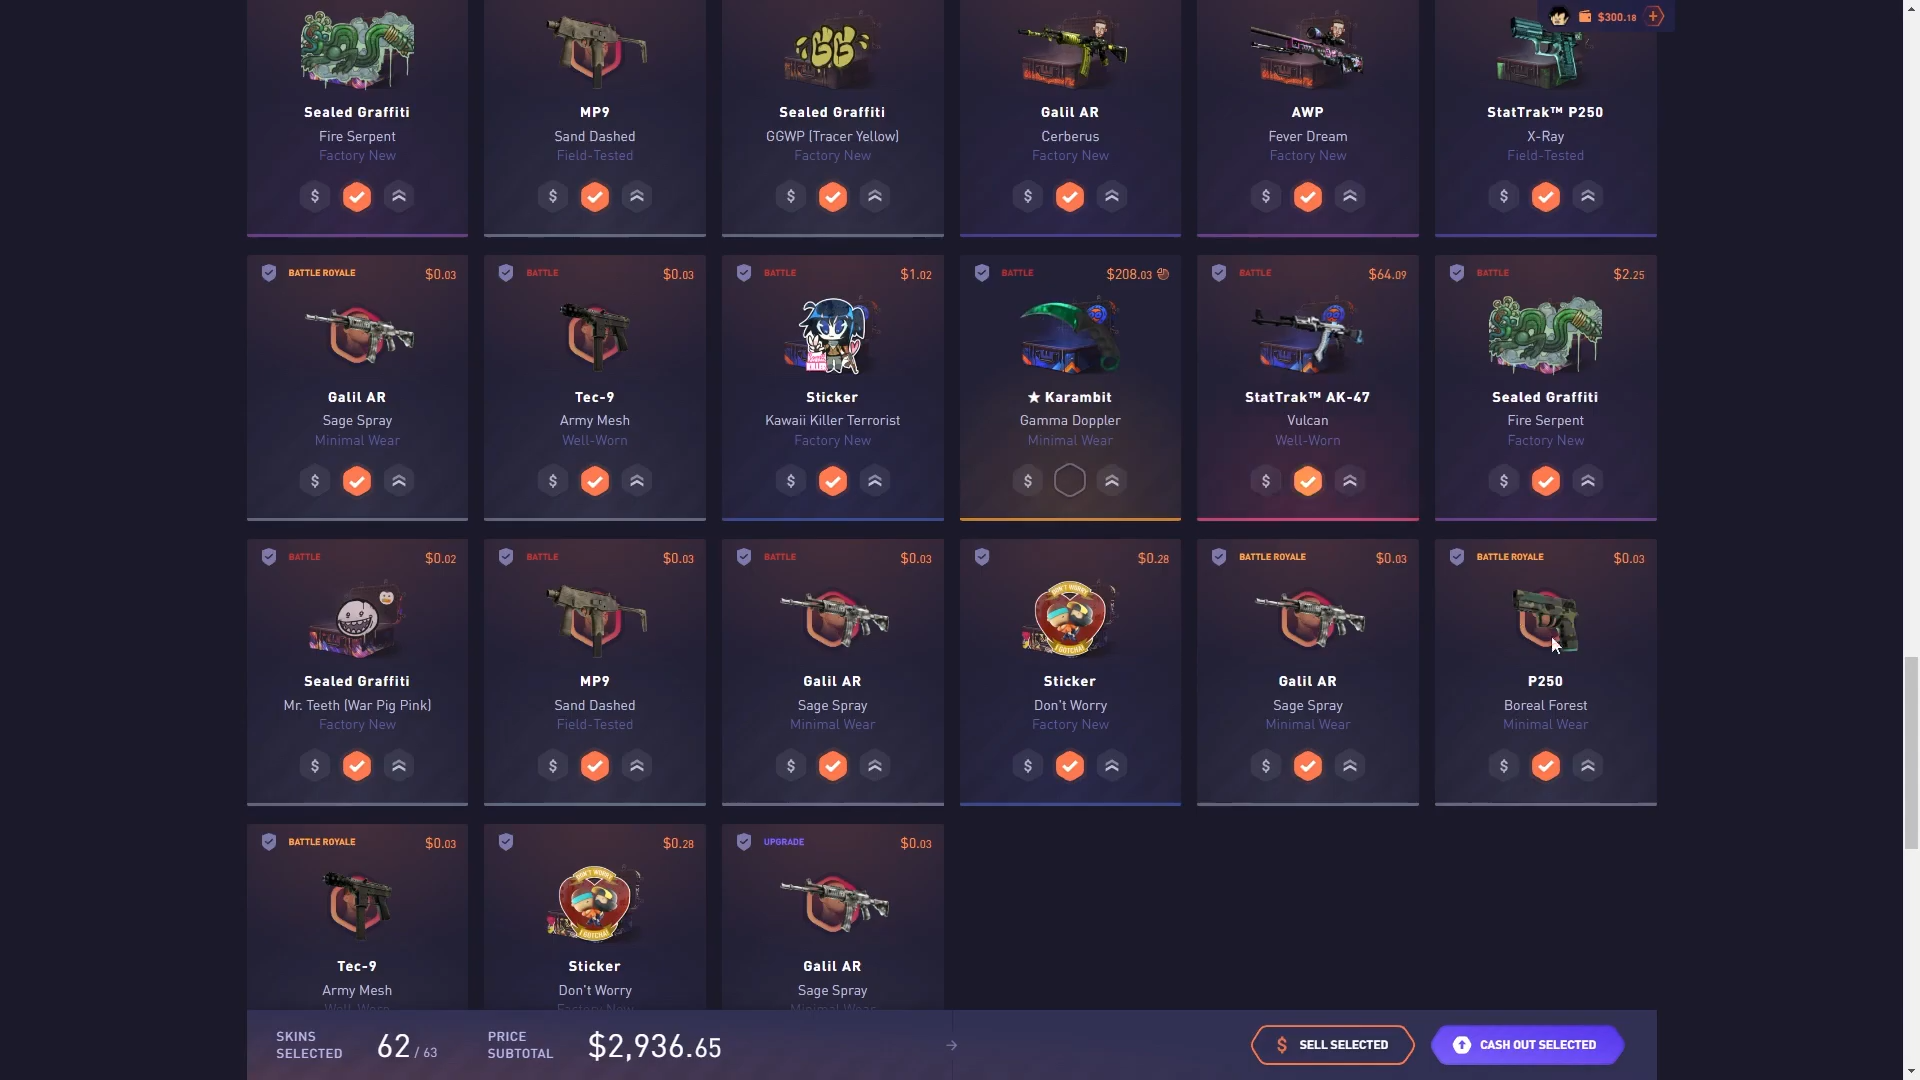 $300.18
Sealed Graffiti
Fire Serpent
Factory New
$
MP9
Sand Dashed
Field-Tested
$
Sealed Graffiti
GGWP (Tracer Yellow)
Factory New
$
Galil AR
Cerberus
Factory New
$
AWP
Fever Dream
Factory New
$
StatTrak™ P250
X-Ray
Field-Tested
$
BATTLE ROYALE $0.03
Galil AR
Sage Spray
Minimal Wear
$
BATTLE $0.03
Tec-9
Army Mesh
Well-Worn
$
BATTLE $1.02
Sticker
Kawaii Killer Terrorist
Factory New
$
BATTLE $208.03
★ Karambit
Gamma Doppler
Minimal Wear
$
BATTLE $64.09
StatTrak™ AK-47
Vulcan
Well-Worn
$
BATTLE $2.25
Sealed Graffiti
Fire Serpent
Factory New
$
BATTLE $0.02
Sealed Graffiti
Mr. Teeth (War Pig Pink)
Factory New
$
BATTLE $0.03
MP9
Sand Dashed
Field-Tested
$
BATTLE $0.03
Galil AR
Sage Spray
Minimal Wear
$
$0.28
Sticker
Don't Worry
Factory New
$
BATTLE ROYALE $0.03
Galil AR
Sage Spray
Minimal Wear
$
BATTLE ROYALE $0.03
P250
Boreal Forest
Minimal Wear
$
BATTLE ROYALE $0.03
Tec-9
Army Mesh
Well-Worn
$0.28
Sticker
Don't Worry
Factory New
UPGRADE $0.03
Galil AR
Sage Spray
Minimal Wear
SKINS
SELECTED
62 / 63
PRICE
SUBTOTAL
$2,936.65
$ SELL SELECTED
CASH OUT SELECTED